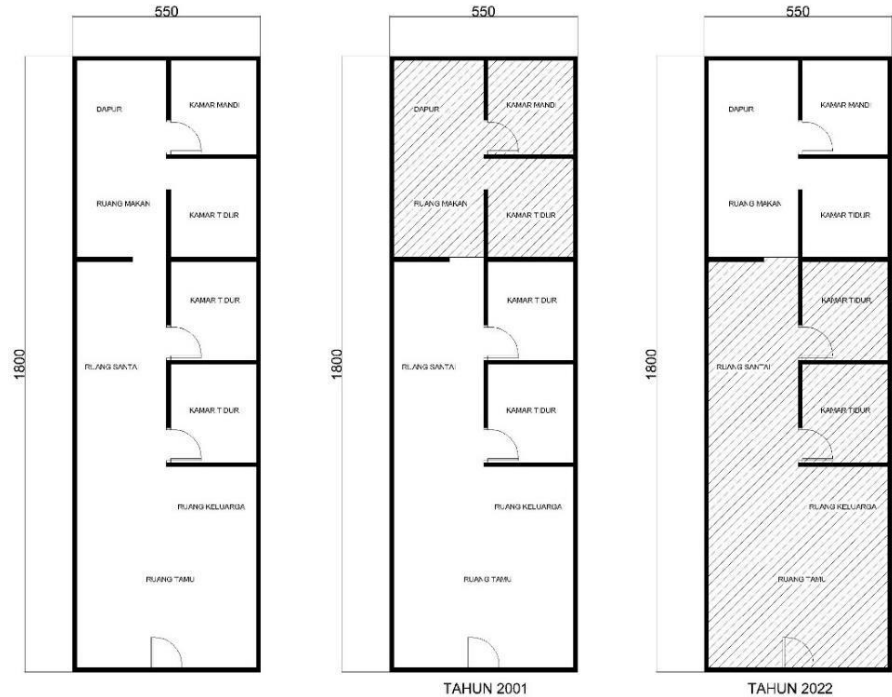 550
1800
DAPUR
KAMAR MANDI
RUANG MAKAN
KAMAR TIDUR
KAMAR TIDUR
RUANG SANTAI
KAMAR TIDUR
RUANG KELUARGA
RUANG TAMU
550
1800
DAPUR
KAMAR MANDI
RUANG MAKAN
KAMAR TIDUR
KAMAR TIDUR
RUANG SANTAI
KAMAR TIDUR
RUANG KELUARGA
RUANG TAMU
TAHUN 2001
550
1800
DAPUR
KAMAR MANDI
RUANG MAKAN
KAMAR TIDUR
KAMAR TIDUR
RUANG SANTAI
KAMAR TIDUR
RUANG KELUARGA
RUANG TAMU
TAHUN 2022